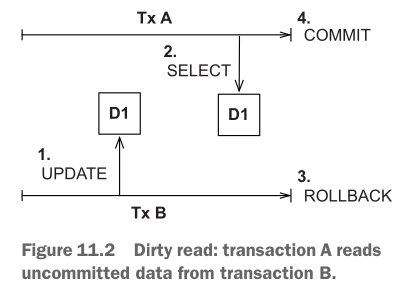 Tx A
4.
COMMIT
2.
SELECT
D1
D1
1.
UPDATE
3.
ROLLBACK
Tx B
Figure 11.2 Dirty read: transaction A reads
uncommitted data from transaction B.